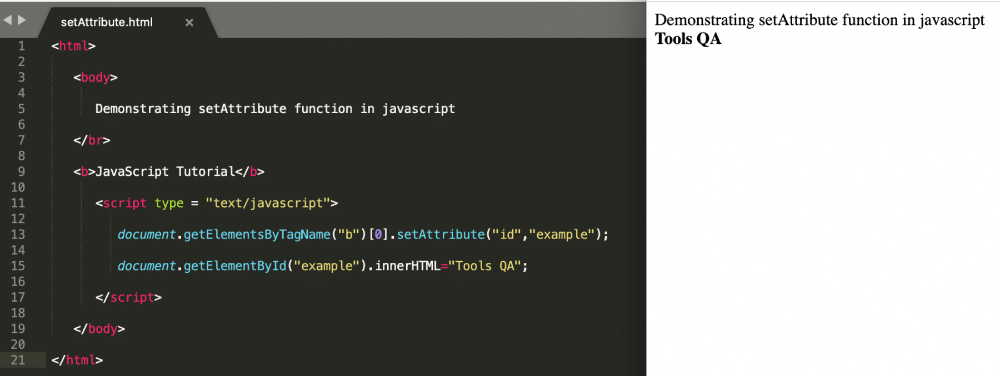 setAttribute.html ×
1 <html>
2
3 <body>
4
5 Demonstrating setAttribute function in javascript
6
7 </br>
8
9 <b>JavaScript Tutorial</b>
10
11 <script type = "text/javascript">
12
13 document.getElementsByTagName("b")[0].setAttribute("id","example");
14
15 document.getElementById("example").innerHTML="Tools QA";
16
17 </script>
18
19 </body>
20
21 </html>
Demonstrating setAttribute function in javascript
Tools QA